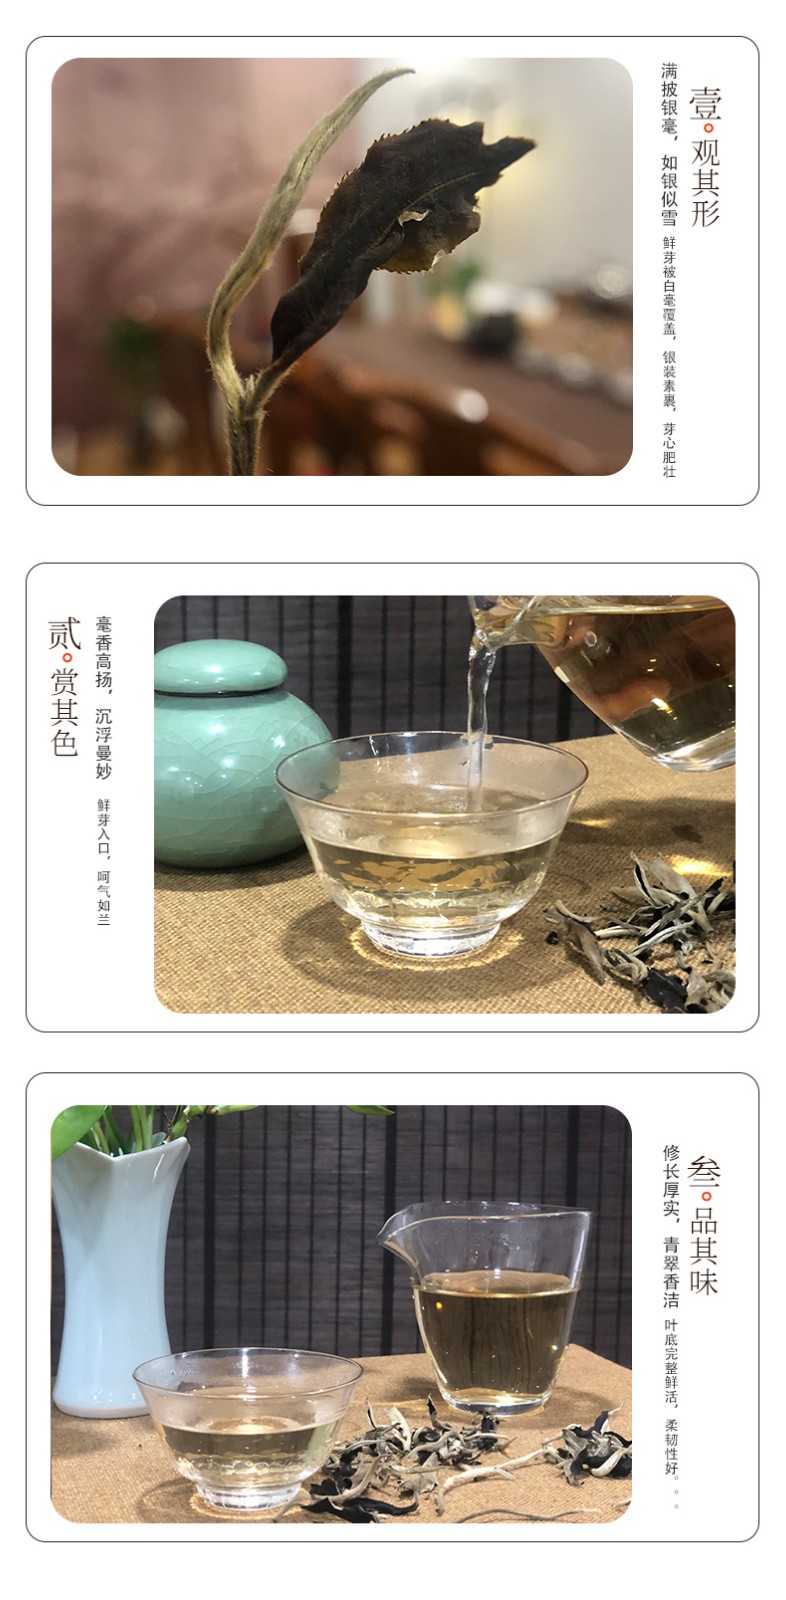 壹。观其形
满披银毫，如银似雪
鲜芽被白毫覆盖，银装素裹，芽心肥壮
贰。赏其色
毫香高扬，沉浮曼妙
鲜芽入口，呵气如兰
叁。品其味
修长厚实，青翠香洁
叶底完整鲜活，柔韧性好。。。